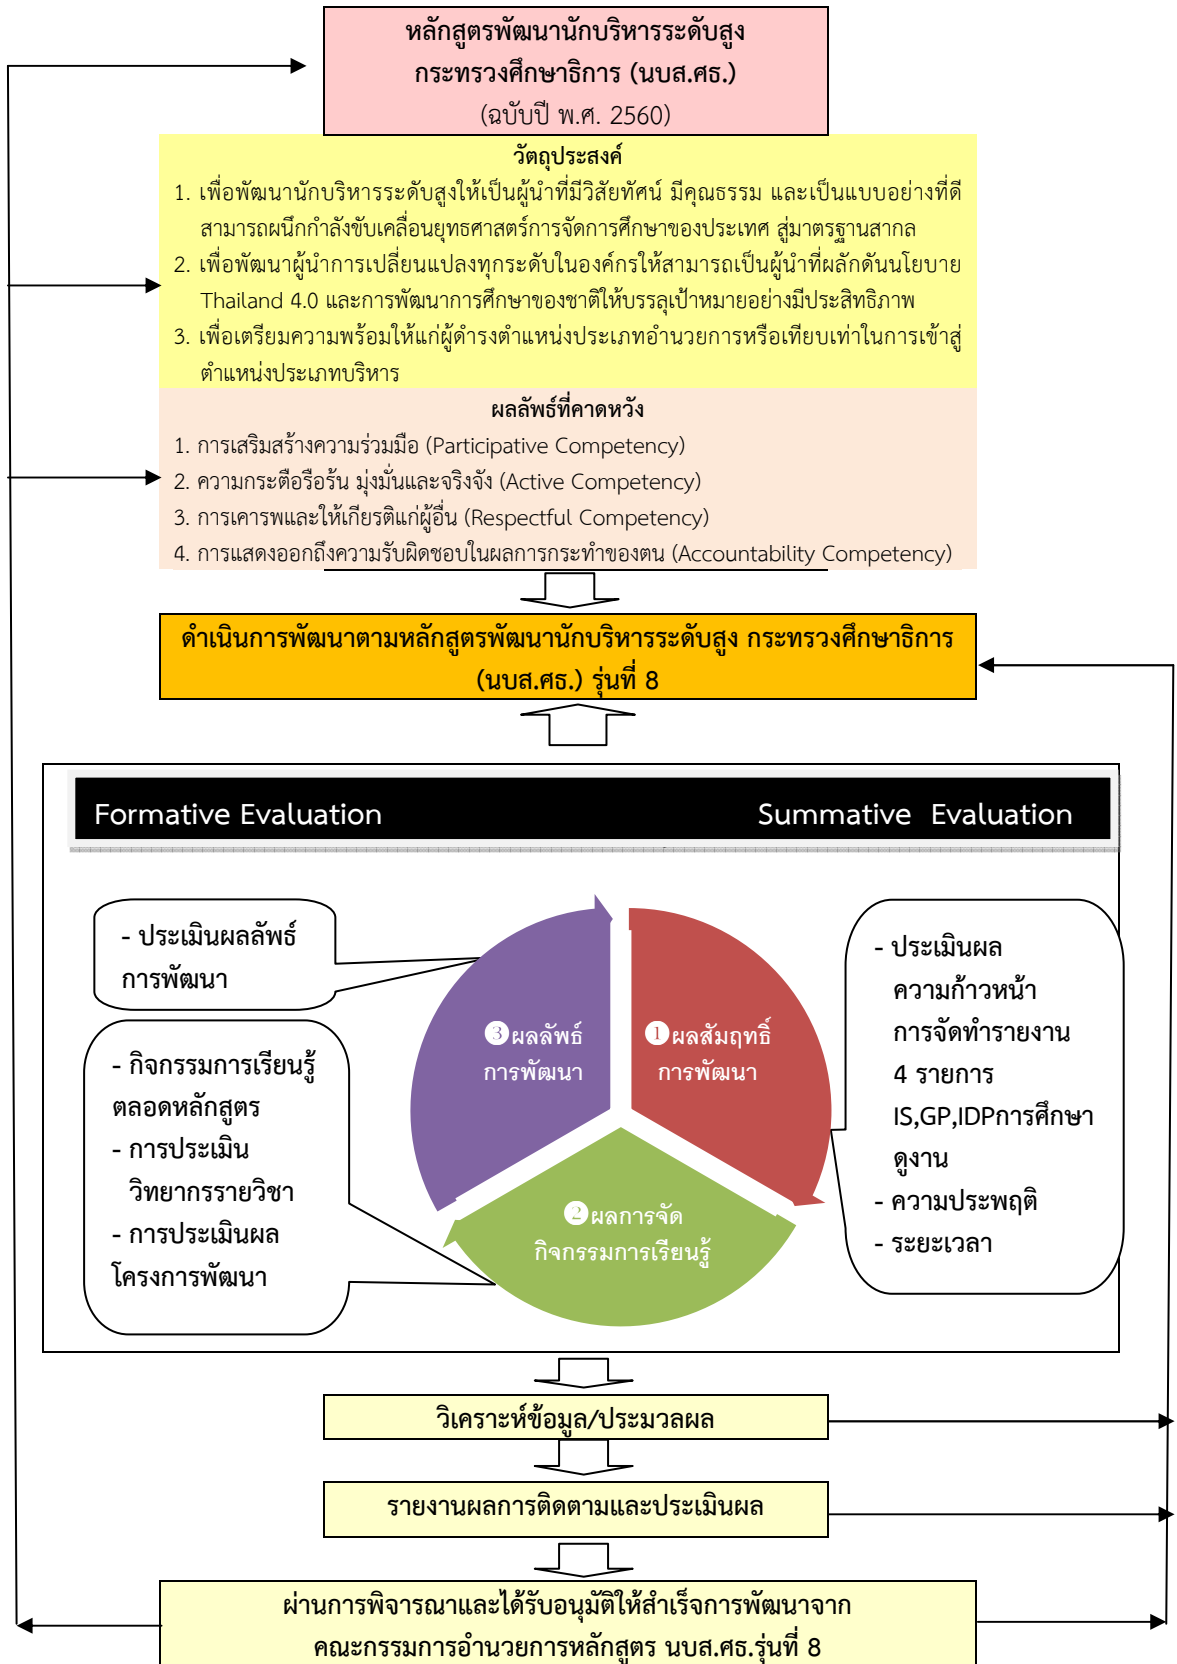 หลักสูตรพัฒนานักบริหารระดับสูง
กระทรวงศึกษาธิการ (นบส.ศธ.)
(ฉบับปี พ.ศ. 2560)
วัตถุประสงค์
1. เพื่อพัฒนานักบริหารระดับสูงให้เป็นผู้นำที่มีวิสัยทัศน์ มีคุณธรรม และเป็นแบบอย่างที่ดี
สามารถผนึกกำลังขับเคลื่อนยุทธศาสตร์การจัดการศึกษาของประเทศ สู่มาตรฐานสากล
2. เพื่อพัฒนาผู้นำการเปลี่ยนแปลงทุกระดับในองค์กรให้สามารถเป็นผู้นำที่ผลักดันนโยบาย
Thailand 4.0 และการพัฒนาการศึกษาของชาติให้บรรลุเป้าหมายอย่างมีประสิทธิภาพ
3. เพื่อเตรียมความพร้อมให้แก่ผู้ดำรงตำแหน่งประเภทอำนวยการหรือเทียบเท่าในการเข้าสู่
ตำแหน่งประเภทบริหาร
ผลลัพธ์ที่คาดหวัง
1. การเสริมสร้างความร่วมมือ (Participative Competency)
2. ความกระตือรือร้น มุ่งมั่นและจริงจัง (Active Competency)
3. การเคารพและให้เกียรติแก่ผู้อื่น (Respectful Competency)
4. การแสดงออกถึงความรับผิดชอบในผลการกระทำของตน (Accountability Competency)
ดำเนินการพัฒนาตามหลักสูตรพัฒนานักบริหารระดับสูง กระทรวงศึกษาธิการ
(นบส.ศธ.) รุ่นที่ 8
Formative Evaluation Summative Evaluation
- ประเมินผลลัพธ์
การพัฒนา
- กิจกรรมการเรียนรู้
ตลอดหลักสูตร
- การประเมิน
วิทยากรรายวิชา
- การประเมินผล
โครงการพัฒนา
❸ผลลัพธ์
การพัฒนา
❶ผลสัมฤทธิ์
การพัฒนา
❷ผลการจัด
กิจกรรมการเรียนรู้
- ประเมินผล
ความก้าวหน้า
การจัดทำรายงาน
4 รายการ
IS,GP,IDPการศึกษา
ดูงาน
- ความประพฤติ
- ระยะเวลา
วิเคราะห์ข้อมูล/ประมวลผล
รายงานผลการติดตามและประเมินผล
ผ่านการพิจารณาและได้รับอนุมัติให้สำเร็จการพัฒนาจาก
คณะกรรมการอำนวยการหลักสูตร นบส.ศธ.รุ่นที่ 8